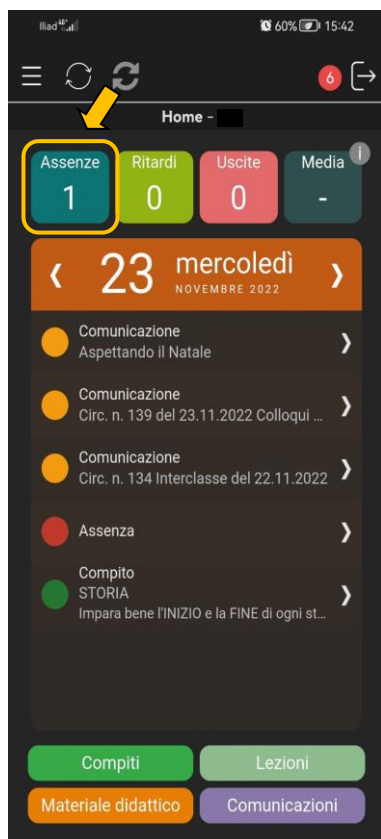 Iliad 4G 60% 15:42
6
Home -
Assenze Ritardi Uscite Media i
1 0 0 -
23 mercoledì
NOVEMBRE 2022
Comunicazione
Aspettando il Natale
Comunicazione
Circ. n. 139 del 23.11.2022 Colloqui ...
Comunicazione
Circ. n. 134 Interclasse del 22.11.2022
Assenza
Compito
STORIA
Impara bene l'INIZIO e la FINE di ogni st...
Compiti Lezioni
Materiale didattico Comunicazioni